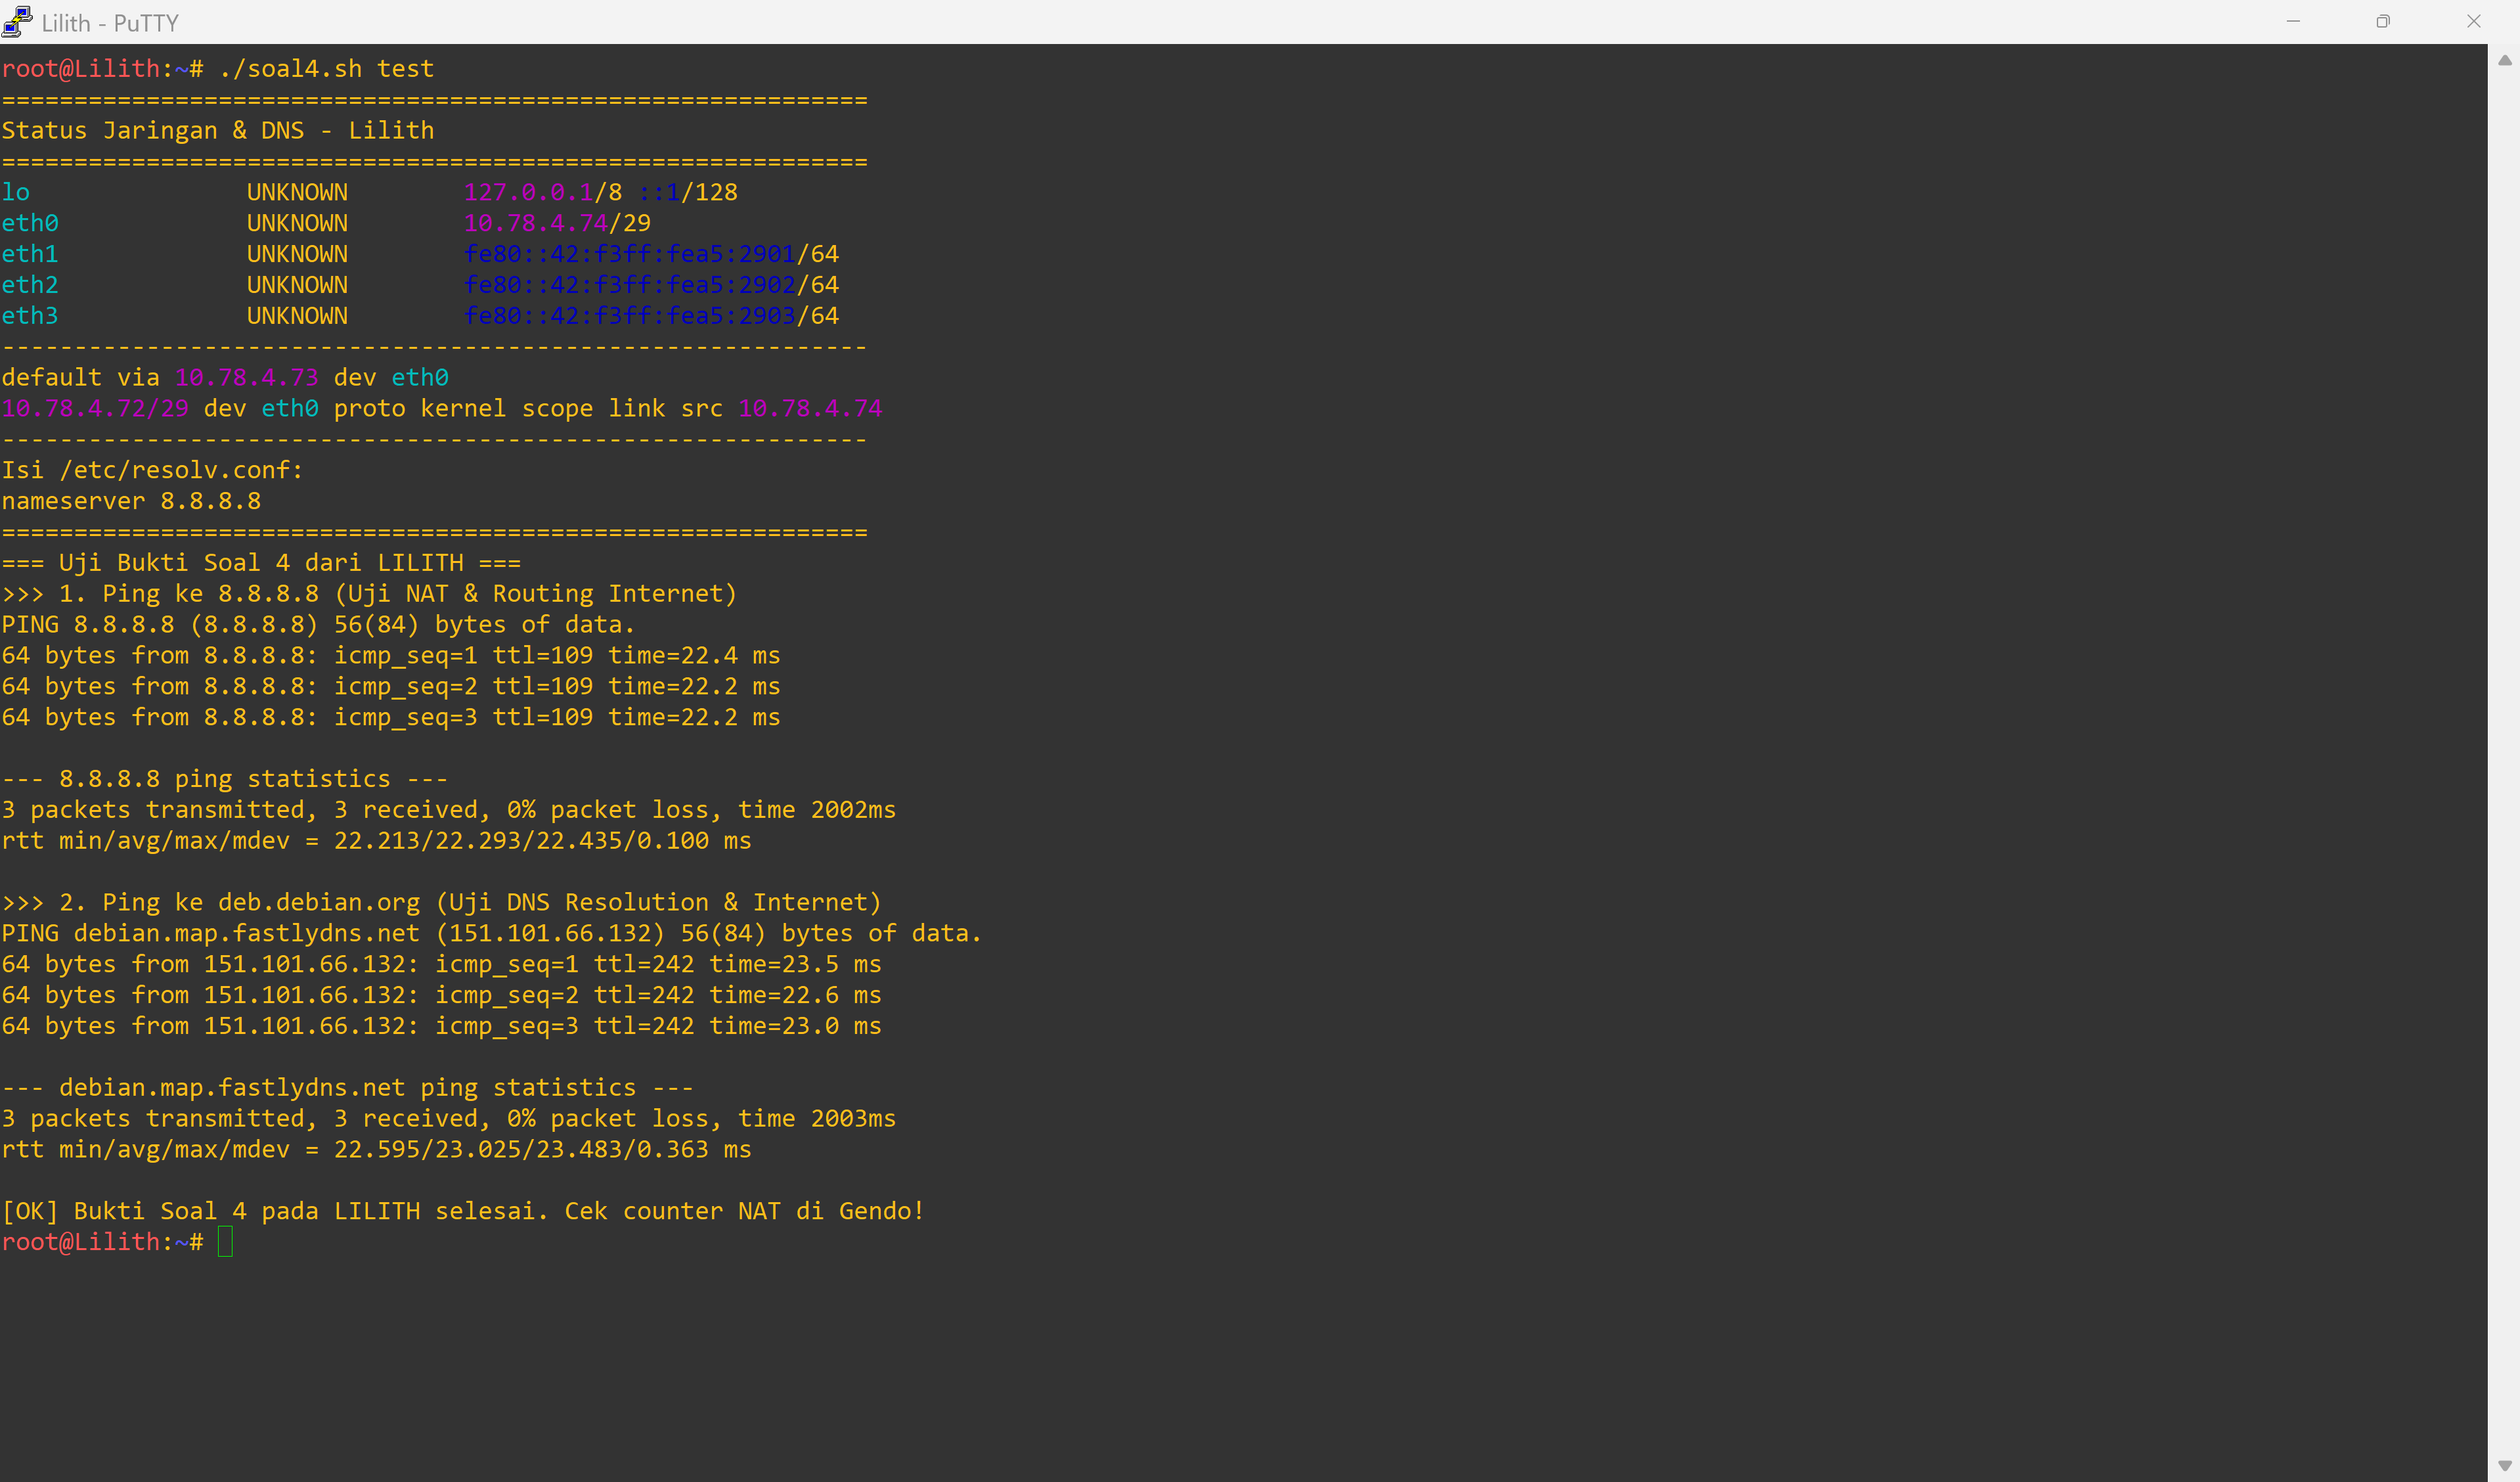 Lilith - PuTTY
root@Lilith:~# ./soal4.sh test
============================================================
Status Jaringan & DNS - Lilith
============================================================
lo               UNKNOWN        127.0.0.1/8 ::1/128
eth0             UNKNOWN        10.78.4.74/29
eth1             UNKNOWN        fe80::42:f3ff:fea5:2901/64
eth2             UNKNOWN        fe80::42:f3ff:fea5:2902/64
eth3             UNKNOWN        fe80::42:f3ff:fea5:2903/64
------------------------------------------------------------
default via 10.78.4.73 dev eth0
10.78.4.72/29 dev eth0 proto kernel scope link src 10.78.4.74
------------------------------------------------------------
Isi /etc/resolv.conf:
nameserver 8.8.8.8
============================================================
=== Uji Bukti Soal 4 dari LILITH ===
>>> 1. Ping ke 8.8.8.8 (Uji NAT & Routing Internet)
PING 8.8.8.8 (8.8.8.8) 56(84) bytes of data.
64 bytes from 8.8.8.8: icmp_seq=1 ttl=109 time=22.4 ms
64 bytes from 8.8.8.8: icmp_seq=2 ttl=109 time=22.2 ms
64 bytes from 8.8.8.8: icmp_seq=3 ttl=109 time=22.2 ms

--- 8.8.8.8 ping statistics ---
3 packets transmitted, 3 received, 0% packet loss, time 2002ms
rtt min/avg/max/mdev = 22.213/22.293/22.435/0.100 ms

>>> 2. Ping ke deb.debian.org (Uji DNS Resolution & Internet)
PING debian.map.fastlydns.net (151.101.66.132) 56(84) bytes of data.
64 bytes from 151.101.66.132: icmp_seq=1 ttl=242 time=23.5 ms
64 bytes from 151.101.66.132: icmp_seq=2 ttl=242 time=22.6 ms
64 bytes from 151.101.66.132: icmp_seq=3 ttl=242 time=23.0 ms

--- debian.map.fastlydns.net ping statistics ---
3 packets transmitted, 3 received, 0% packet loss, time 2003ms
rtt min/avg/max/mdev = 22.595/23.025/23.483/0.363 ms

[OK] Bukti Soal 4 pada LILITH selesai. Cek counter NAT di Gendo!
root@Lilith:~#